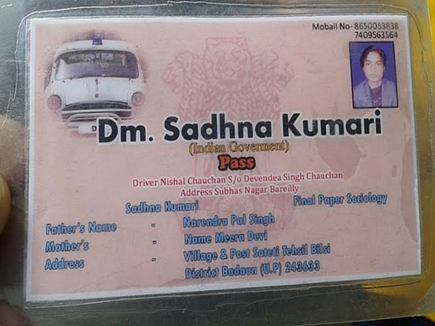 Mobail No- 8650053838
7409563564
Dm. Sadhna Kumari
(Indian Goverment)
Pass
Driver Nishal Chauchan S/o Devendea Singh Chauchan
Address Subhas Nagar Bareilly
Sadhna Kumari Final Paper Sociology
Father's Name - Narendra Pal Singh
Mother's - Name Meera Devi
Address - Village & Post Sateti Tehsil Bilsi
District Badaun (U.P) 243633